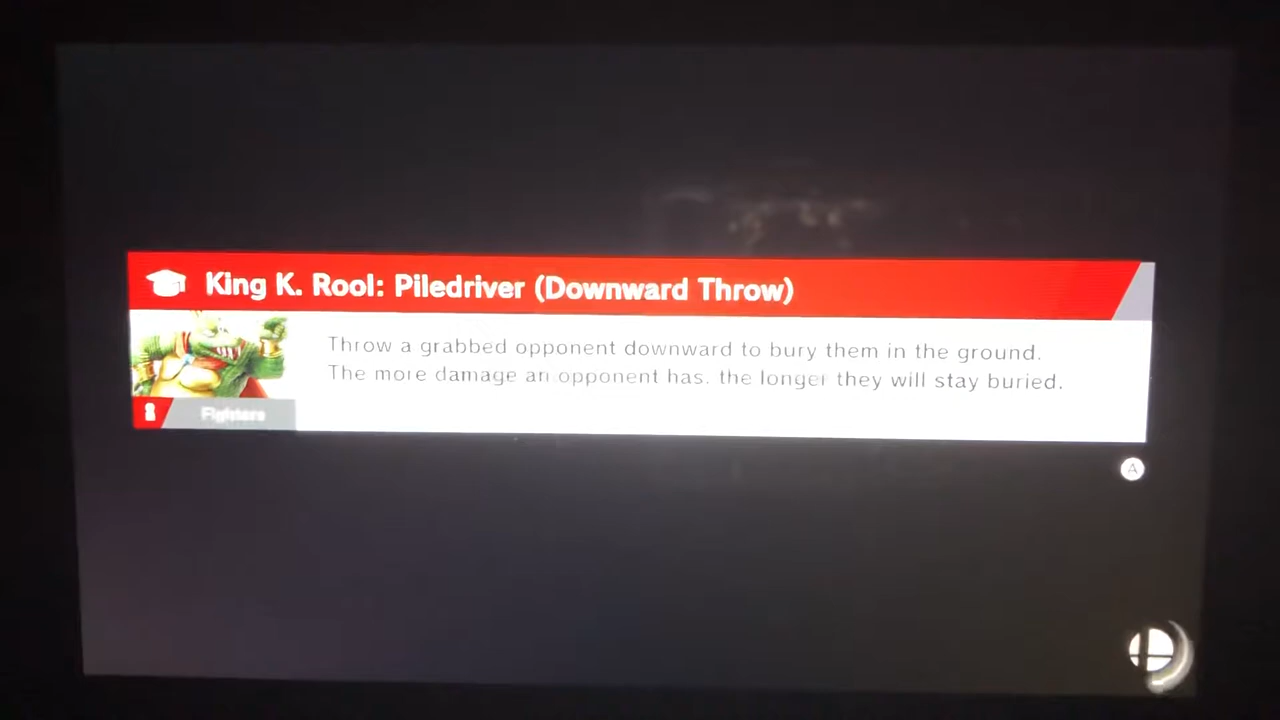 King K. Rool: Piledriver (Downward Throw)
Throw a grabbed opponent downward to bury them in the ground.
The more damage an opponent has, the longer they will stay buried.
Fighters
A